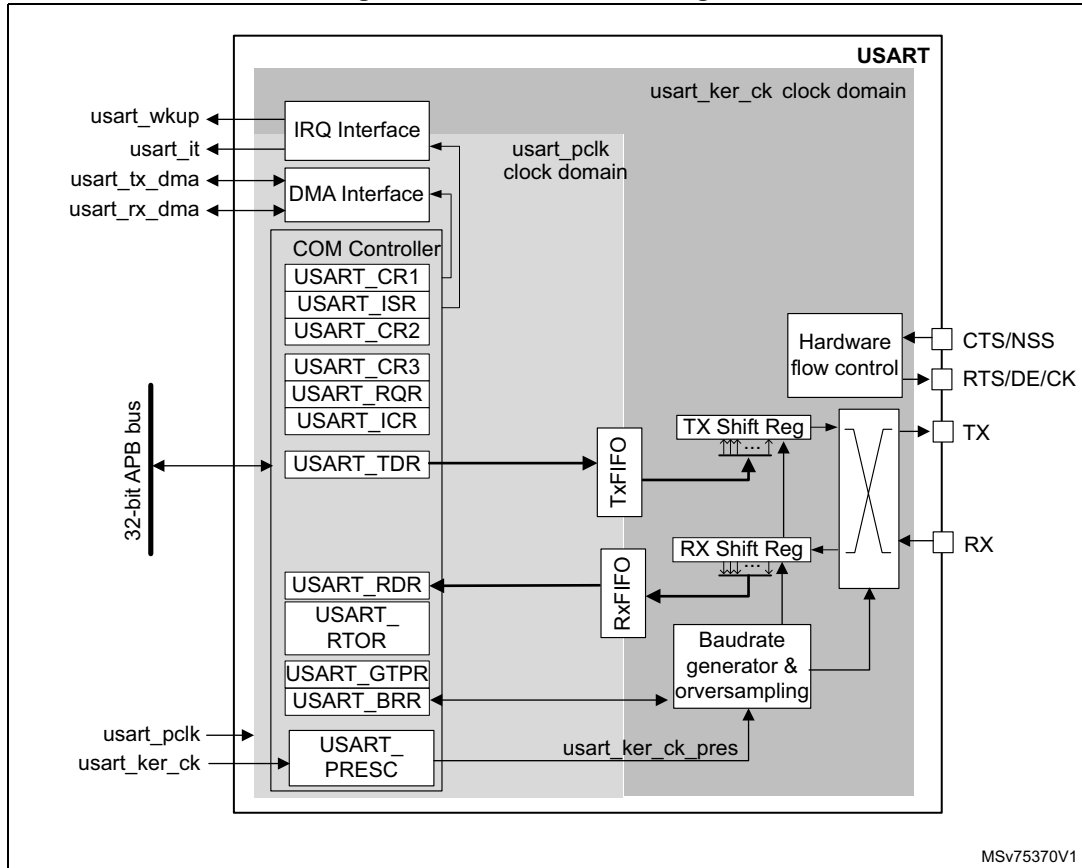 USART
usart_ker_ck clock domain
usart_wkup
usart_it
usart_tx_dma
usart_rx_dma
IRQ Interface
DMA Interface
usart_pclk
clock domain
COM Controller
USART_CR1
USART_ISR
USART_CR2
USART_CR3
USART_RQR
USART_ICR
USART_TDR
32-bit APB bus
Hardware
flow control
CTS/NSS
RTS/DE/CK
TxFIFO
TX Shift Reg
...
TX
RX Shift Reg
...
RX
RxFIFO
USART_RDR
USART_
RTOR
USART_GTPR
USART_BRR
Baudrate
generator &
orversampling
usart_pclk
usart_ker_ck
USART_
PRESC
usart_ker_ck_pres
MSv75370V1